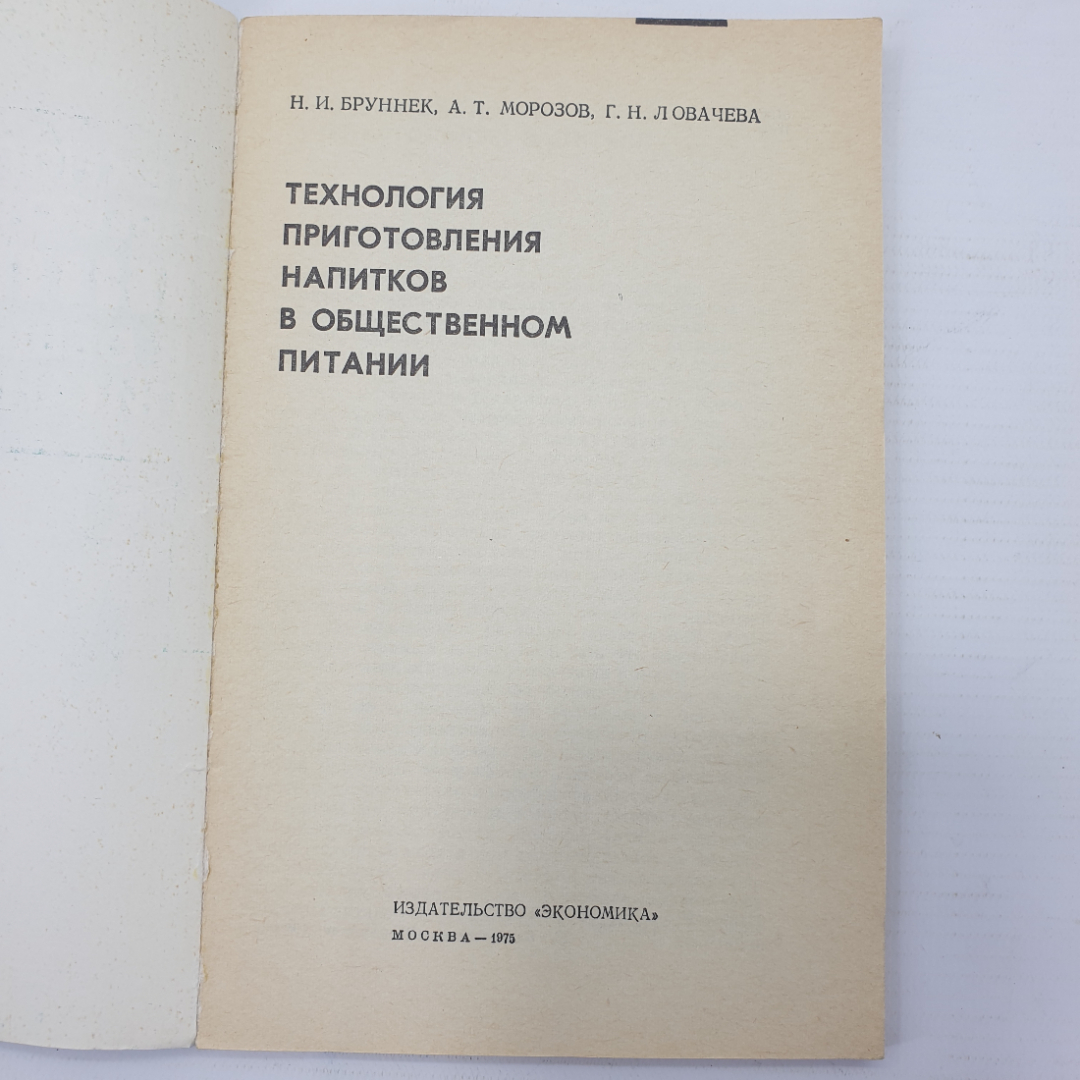 Н. И. БРУННЕК, А. Т. МОРОЗОВ, Г. Н. ЛОВАЧЕВА
ТЕХНОЛОГИЯ
ПРИГОТОВЛЕНИЯ
НАПИТКОВ
В ОБЩЕСТВЕННОМ
ПИТАНИИ
ИЗДАТЕЛЬСТВО «ЭКОНОМИКА»
МОСКВА — 1975